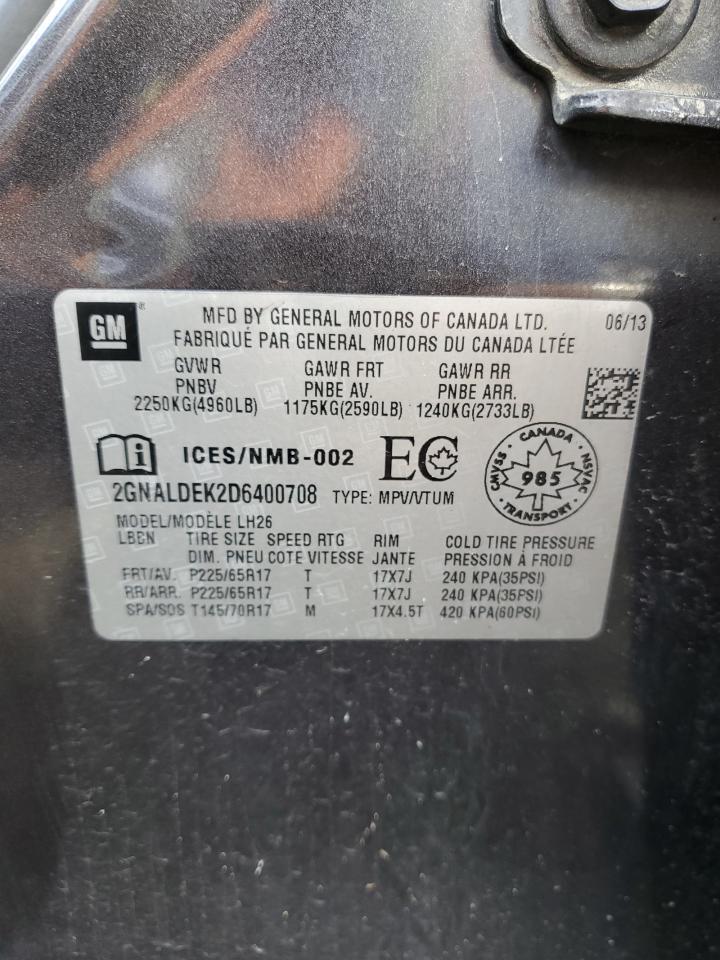 GM
MFD BY GENERAL MOTORS OF CANADA LTD. 06/13
FABRIQUÉ PAR GENERAL MOTORS DU CANADA LTÉE
GVWR GAWR FRT GAWR RR
PNBV PNBE AV. PNBE ARR.
2250KG(4960LB) 1175KG(2590LB) 1240KG(2733LB)
ICES/NMB-002 EC
CANADA
CMVSS 985 NSVAC
TRANSPORT
2GNALDEK2D6400708 TYPE: MPV/VTUM
MODEL/MODÈLE LH26
LBBN TIRE SIZE SPEED RTG RIM COLD TIRE PRESSURE
DIM. PNEU COTE VITESSE JANTE PRESSION À FROID
FRT/AV. P225/65R17 T 17X7J 240 KPA(35PSI)
RR/ARR. P225/65R17 T 17X7J 240 KPA(35PSI)
SPA/SDS T145/70R17 M 17X4.5T 420 KPA(60PSI)